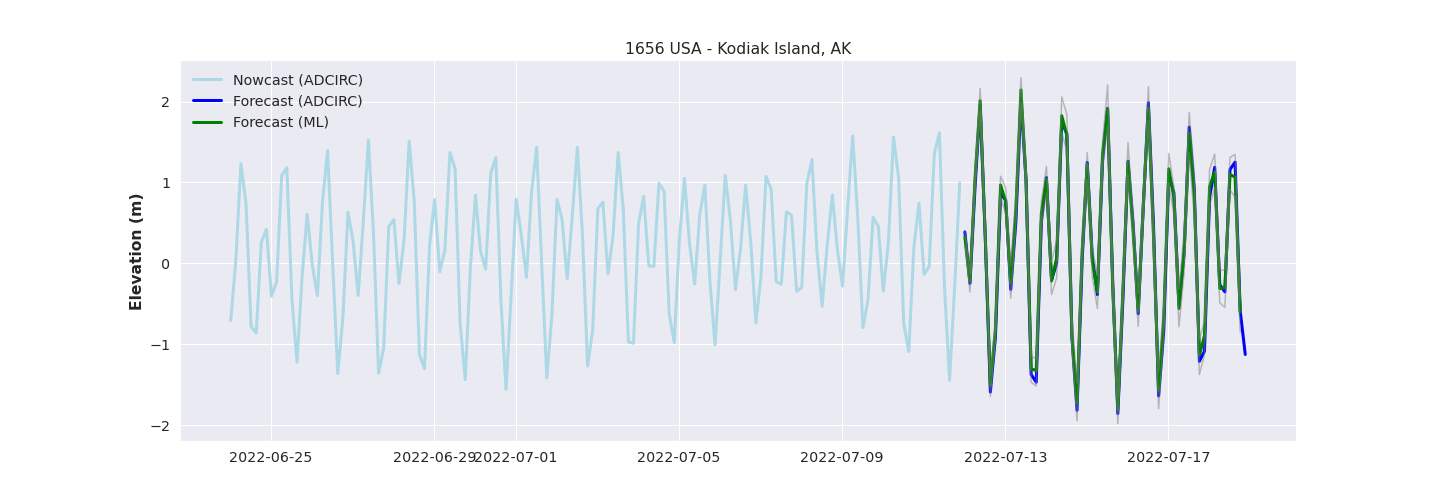 1656 USA - Kodiak Island, AK
Nowcast (ADCIRC)
Forecast (ADCIRC)
Forecast (ML)
Elevation (m)
2
1
0
−1
−2
2022-06-25
2022-06-29
2022-07-01
2022-07-05
2022-07-09
2022-07-13
2022-07-17